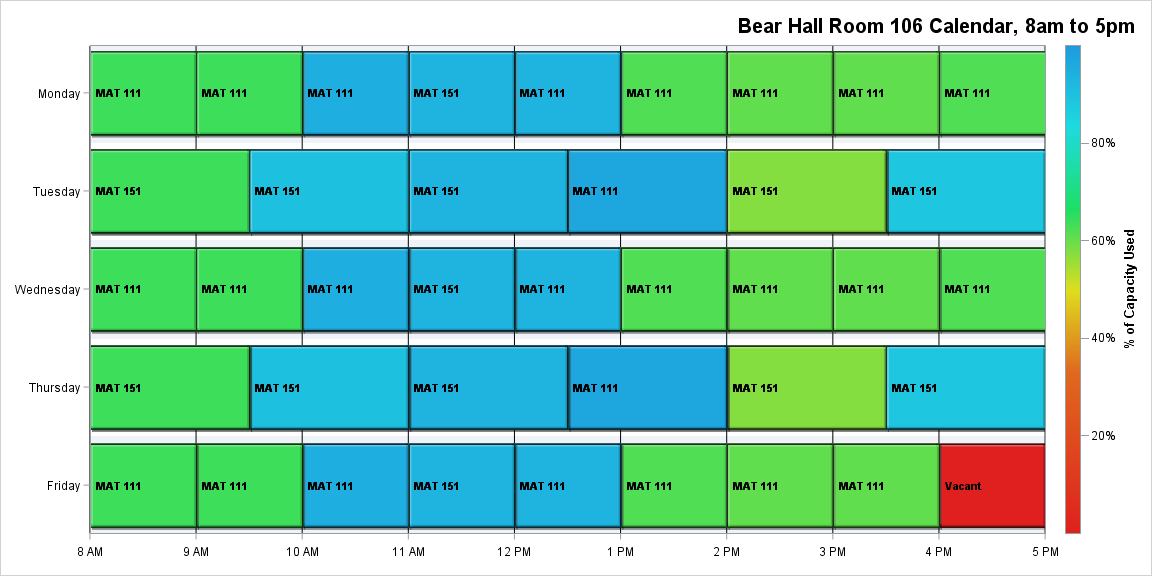 Bear Hall Room 106 Calendar, 8am to 5pm
Monday
MAT 111 MAT 111 MAT 111 MAT 151 MAT 111 MAT 111 MAT 111 MAT 111 MAT 111
Tuesday
MAT 151 MAT 151 MAT 151 MAT 111 MAT 151 MAT 151
Wednesday
MAT 111 MAT 111 MAT 111 MAT 151 MAT 111 MAT 111 MAT 111 MAT 111 MAT 111
Thursday
MAT 151 MAT 151 MAT 151 MAT 111 MAT 151 MAT 151
Friday
MAT 111 MAT 111 MAT 111 MAT 151 MAT 111 MAT 111 MAT 111 MAT 111 Vacant
8 AM 9 AM 10 AM 11 AM 12 PM 1 PM 2 PM 3 PM 4 PM 5 PM
80%
60%
40%
20%
% of Capacity Used